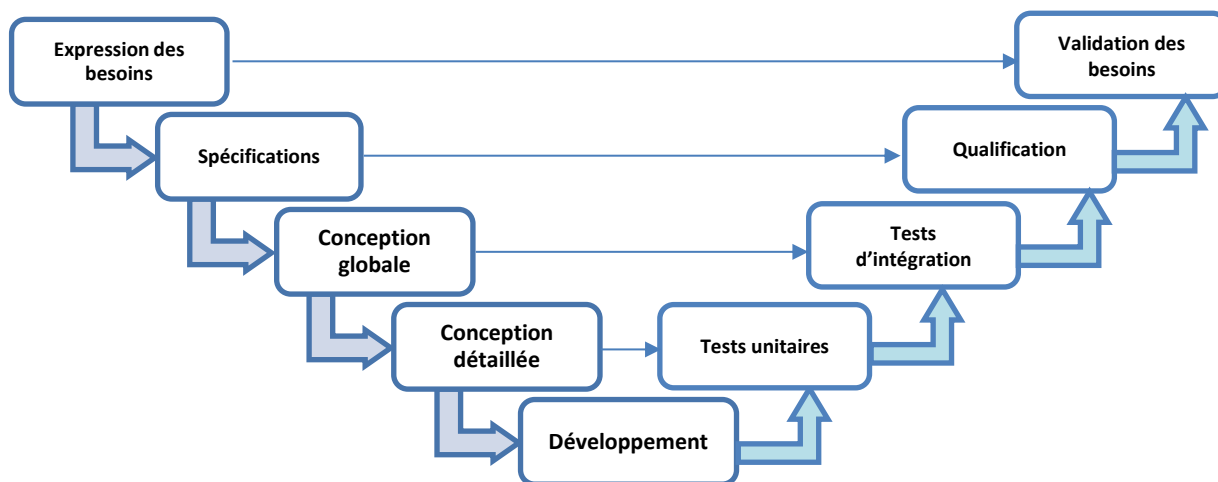 Expression des
besoins
Validation des
besoins
Spécifications
Qualification
Conception
globale
Tests
d’intégration
Conception
détaillée
Tests unitaires
Développement